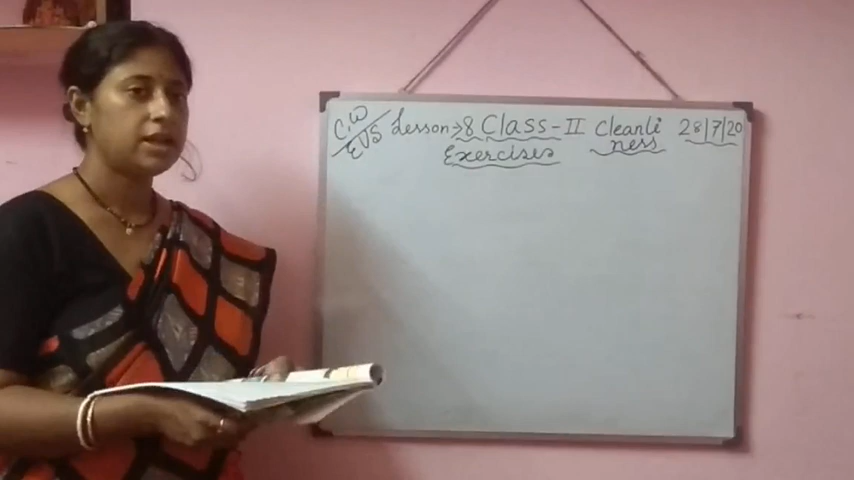 C.W Lesson → 8 Class - II Cleanli 28/7/20
EVS Exercises ness